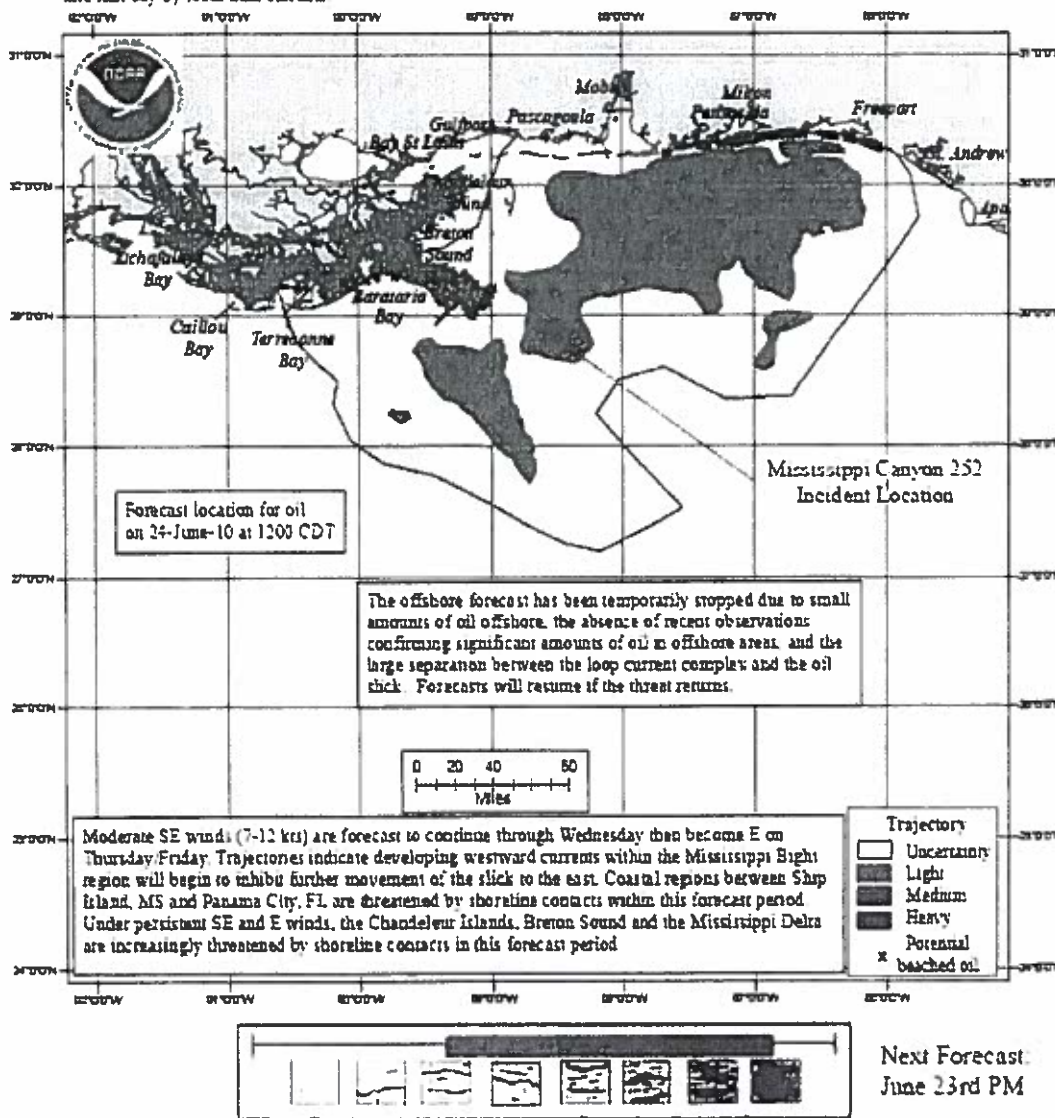 NOAA
Mobile
Pascagoula
Gulfport
Bay St Louis
Milton
Pensacola
Freeport
St. Andrew
Apa
Chandeleur
Sound
Breton
Sound
Atchafalaya
Bay
Caillou
Bay
Terrebonne
Bay
Barataria
Bay
Mississippi Canyon 252
Incident Location
Forecast location for oil
on 24-June-10 at 1200 CDT
The offshore forecast has been temporarily stopped due to small
amounts of oil offshore, the absence of recent observations
confirming significant amounts of oil in offshore areas, and the
large separation between the loop current complex and the oil
slick. Forecasts will resume if the threat returns.
0 20 40
Miles
Moderate SE winds (7-12 kts) are forecast to continue through Wednesday then become E on
Thursday/Friday. Trajectories indicate developing westward currents within the Mississippi Bight
region will begin to inhibit further movement of the slick to the east. Coastal regions between Ship
Island, MS and Panama City, FL are threatened by shoreline contacts within this forecast period.
Under persistent SE and E winds, the Chandeleur Islands, Breton Sound and the Mississippi Delta
are increasingly threatened by shoreline contacts in this forecast period
Trajectory
Uncertainty
Light
Medium
Heavy
x Potential
beached oil
Next Forecast:
June 23rd PM